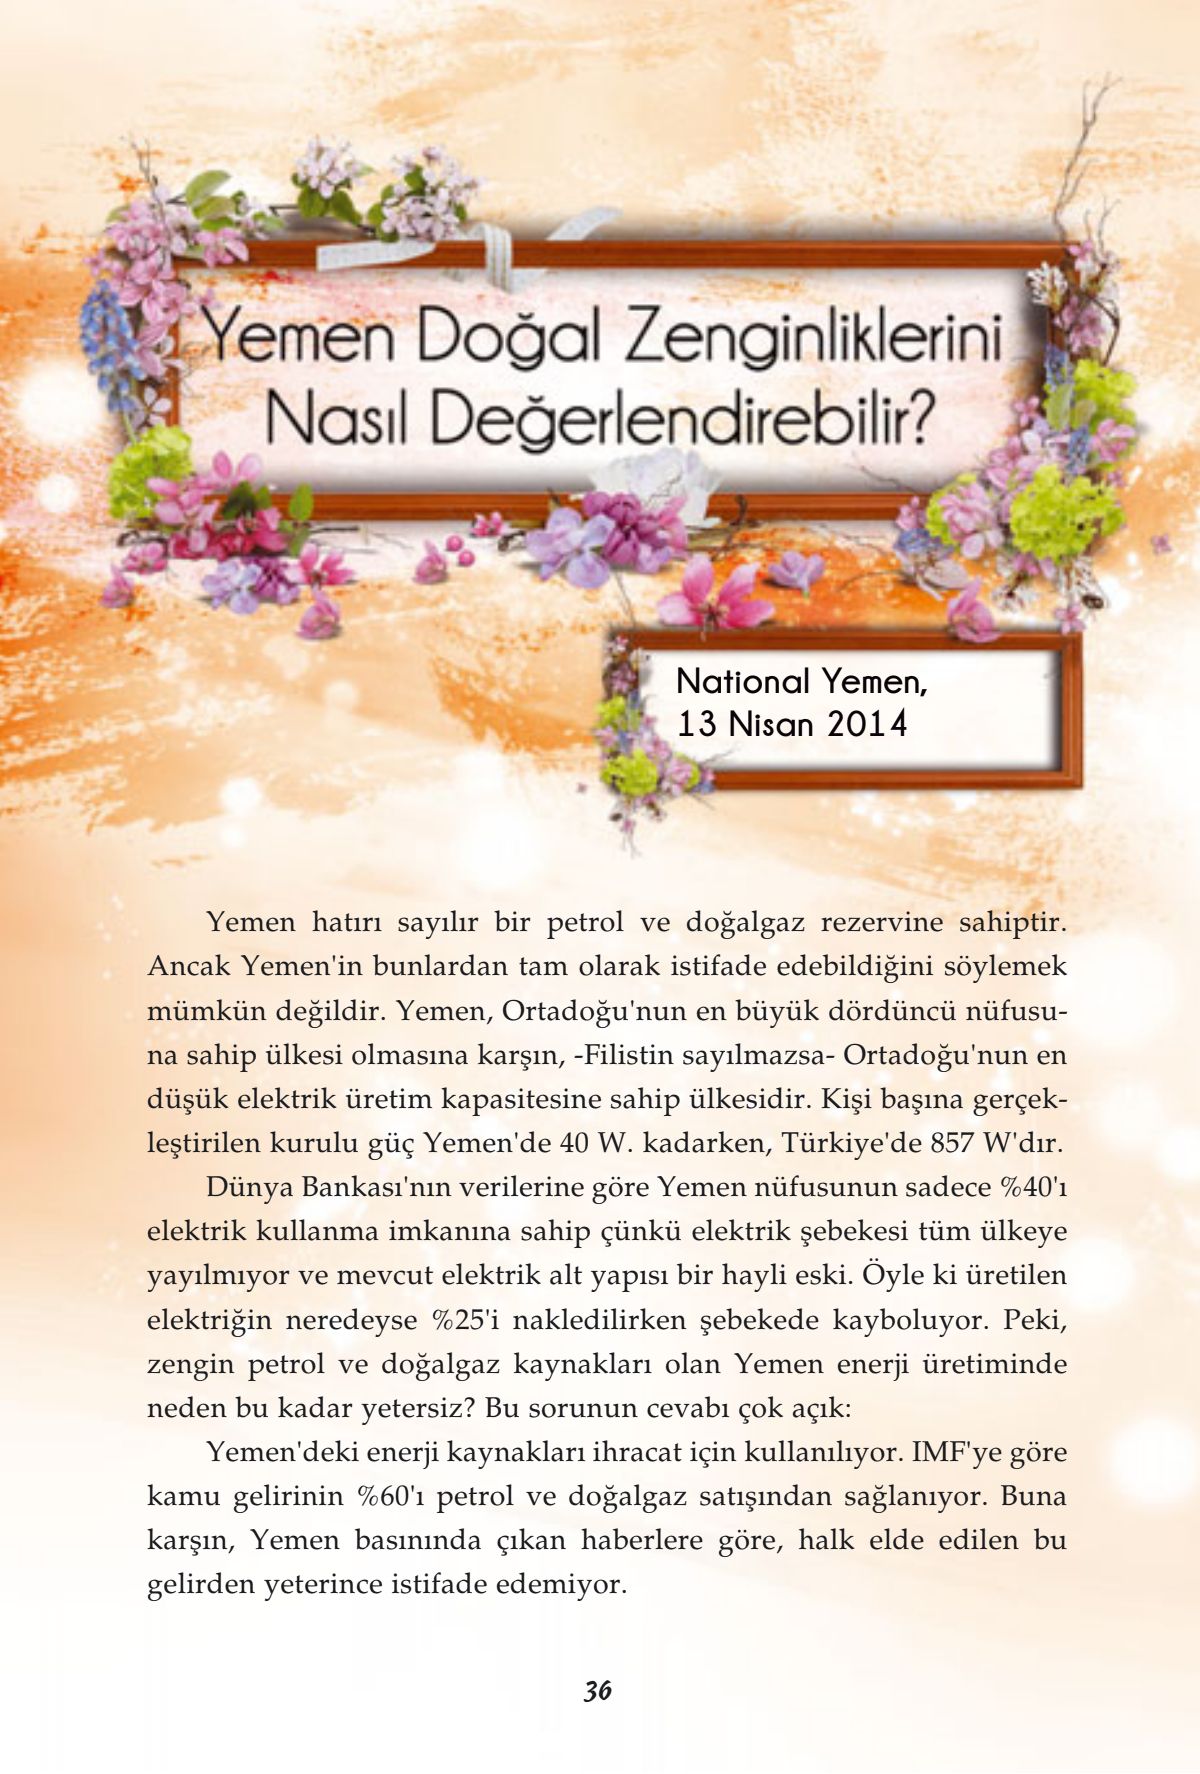 Yemen Doğal Zenginliklerini
Nasıl Değerlendirebilir?
National Yemen,
13 Nisan 2014
Yemen hatırı sayılır bir petrol ve doğalgaz rezervine sahiptir.
Ancak Yemen'in bunlardan tam olarak istifade edebildiğini söylemek
mümkün değildir. Yemen, Ortadoğu'nun en büyük dördüncü nüfusu-
na sahip ülkesi olmasına karşın, -Filistin sayılmazsa- Ortadoğu'nun en
düşük elektrik üretim kapasitesine sahip ülkesidir. Kişi başına gerçek-
leştirilen kurulu güç Yemen'de 40 W. kadarken, Türkiye'de 857 W'dır.
Dünya Bankası'nın verilerine göre Yemen nüfusunun sadece %40'ı
elektrik kullanma imkanına sahip çünkü elektrik şebekesi tüm ülkeye
yayılmıyor ve mevcut elektrik alt yapısı bir hayli eski. Öyle ki üretilen
elektriğin neredeyse %25'i nakledilirken şebekede kayboluyor. Peki,
zengin petrol ve doğalgaz kaynakları olan Yemen enerji üretiminde
neden bu kadar yetersiz? Bu sorunun cevabı çok açık:
Yemen'deki enerji kaynakları ihracat için kullanılıyor. IMF'ye göre
kamu gelirinin %60'ı petrol ve doğalgaz satışından sağlanıyor. Buna
karşın, Yemen basınında çıkan haberlere göre, halk elde edilen bu
gelirden yeterince istifade edemiyor.
36